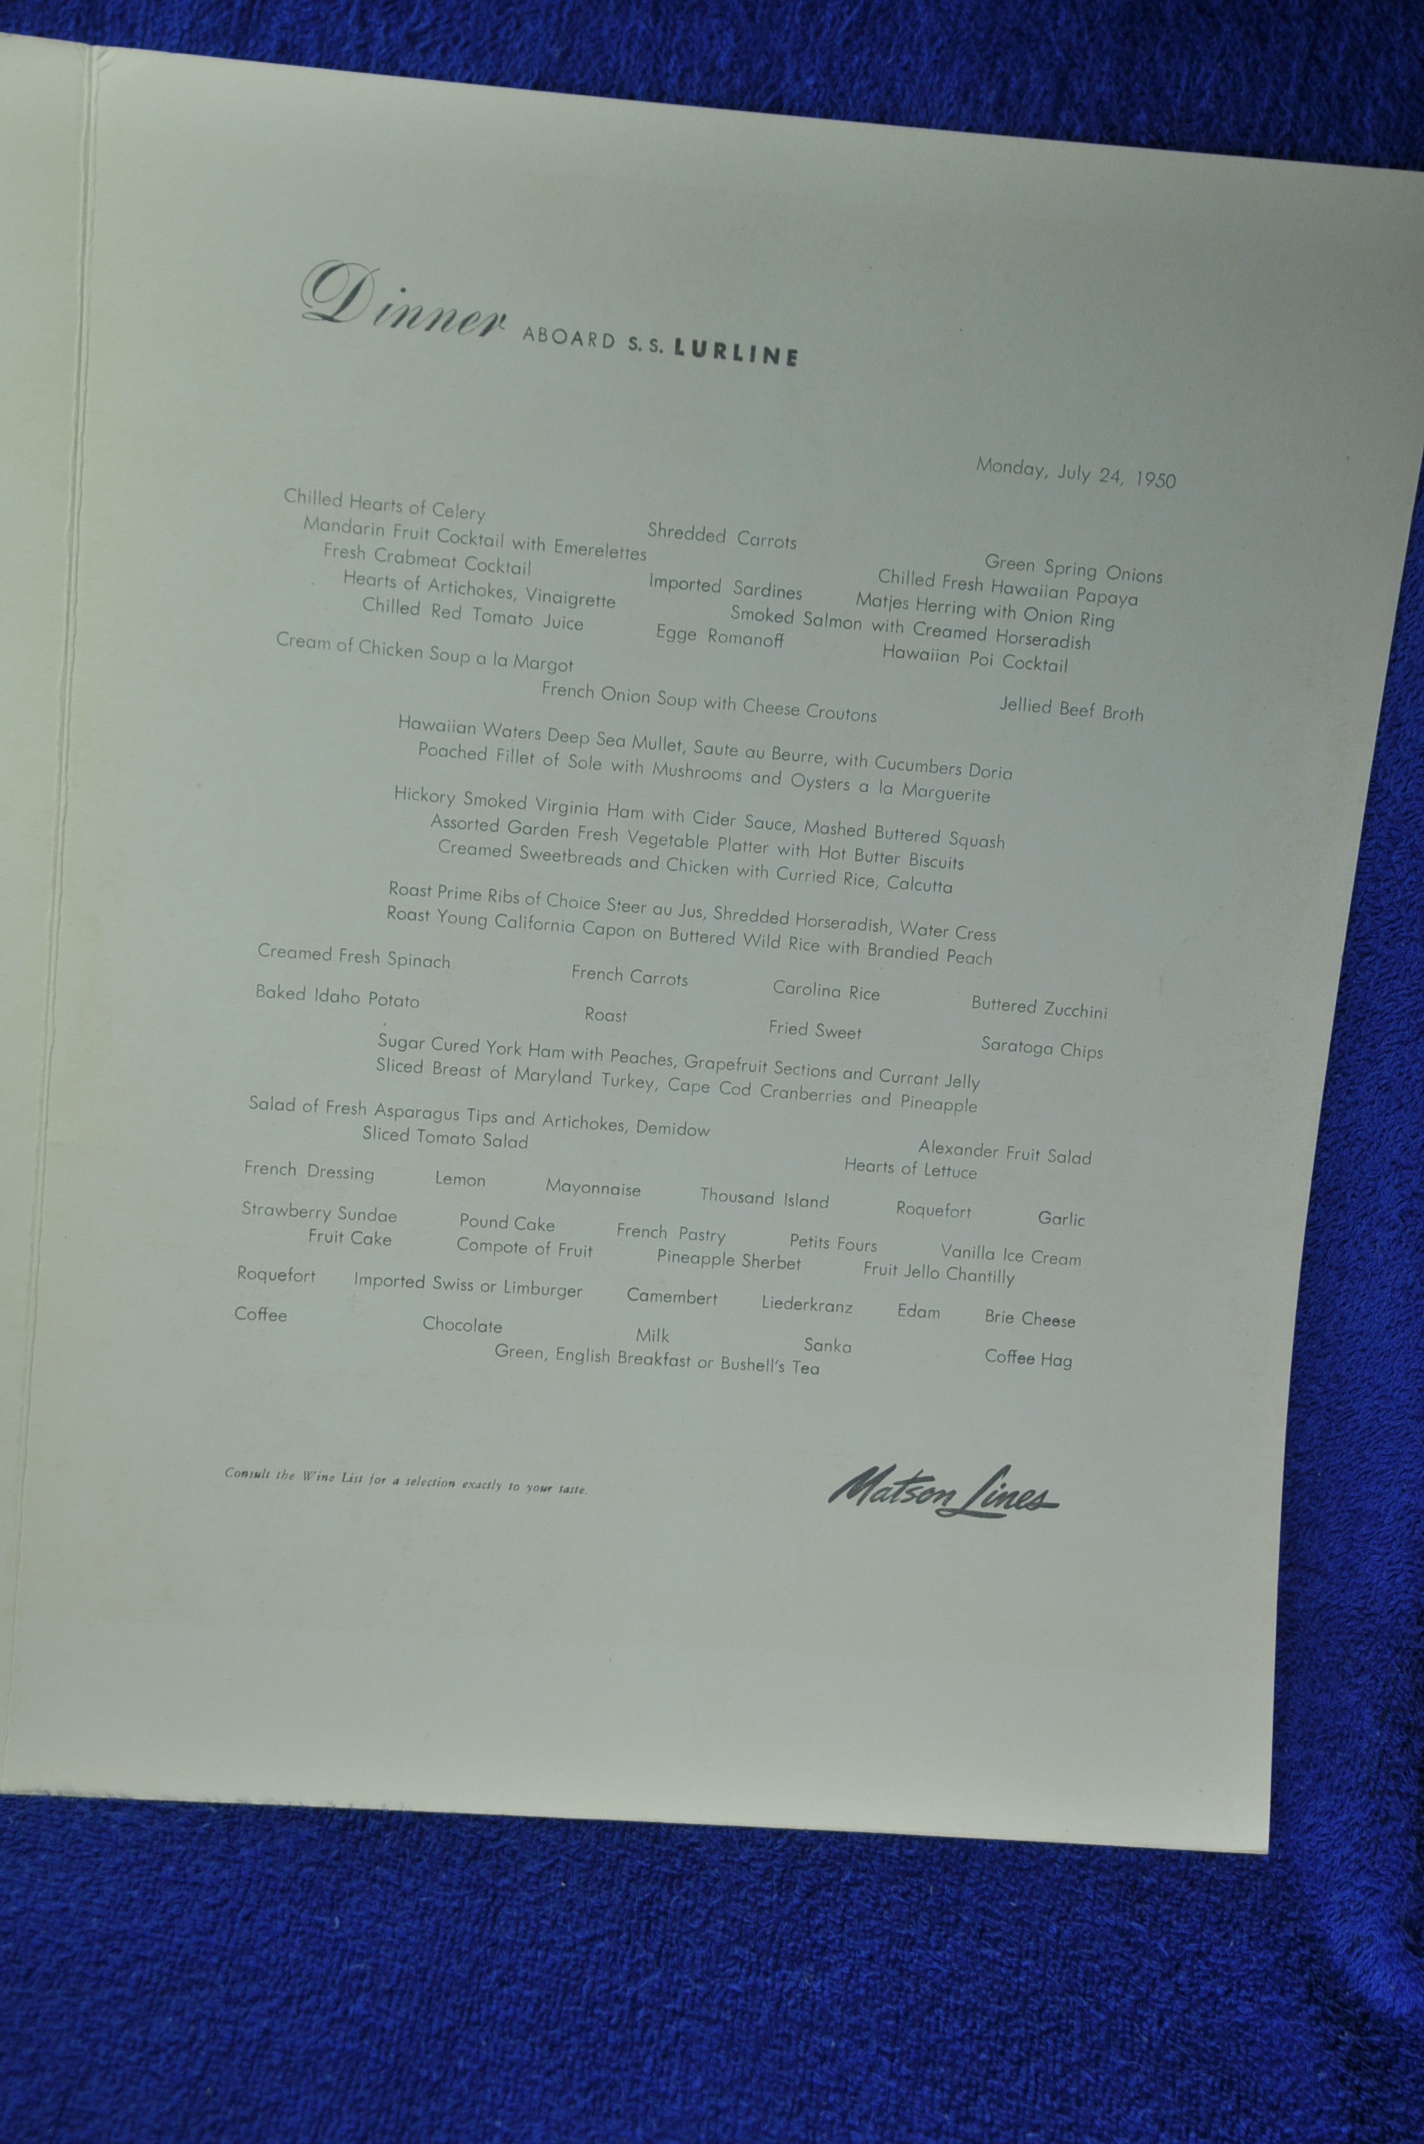 Dinner ABOARD S.S. LURLINE
Monday, July 24, 1950
Chilled Hearts of Celery Shredded Carrots Green Spring Onions
Mandarin Fruit Cocktail with Emerelettes Chilled Fresh Hawaiian Papaya
Fresh Crabmeat Cocktail Imported Sardines Matjes Herring with Onion Ring
Hearts of Artichokes, Vinaigrette Smoked Salmon with Creamed Horseradish
Chilled Red Tomato Juice Egge Romanoff Hawaiian Poi Cocktail
Cream of Chicken Soup a la Margot Jellied Beef Broth
French Onion Soup with Cheese Croutons
Hawaiian Waters Deep Sea Mullet, Saute au Beurre, with Cucumbers Doria
Poached Fillet of Sole with Mushrooms and Oysters a la Marguerite
Hickory Smoked Virginia Ham with Cider Sauce, Mashed Buttered Squash
Assorted Garden Fresh Vegetable Platter with Hot Butter Biscuits
Creamed Sweetbreads and Chicken with Curried Rice, Calcutta
Roast Prime Ribs of Choice Steer au Jus, Shredded Horseradish, Water Cress
Roast Young California Capon on Buttered Wild Rice with Brandied Peach
Creamed Fresh Spinach French Carrots Carolina Rice Buttered Zucchini
Baked Idaho Potato Roast Fried Sweet Saratoga Chips
Sugar Cured York Ham with Peaches, Grapefruit Sections and Currant Jelly
Sliced Breast of Maryland Turkey, Cape Cod Cranberries and Pineapple
Salad of Fresh Asparagus Tips and Artichokes, Demidow Alexander Fruit Salad
Sliced Tomato Salad Hearts of Lettuce
French Dressing Lemon Mayonnaise Thousand Island Roquefort Garlic
Strawberry Sundae Pound Cake French Pastry Petits Fours Vanilla Ice Cream
Fruit Cake Compote of Fruit Pineapple Sherbet Fruit Jello Chantilly
Roquefort Imported Swiss or Limburger Camembert Liederkranz Edam Brie Cheese
Coffee Chocolate Milk Sanka Coffee Hag
Green, English Breakfast or Bushell's Tea
Consult the Wine List for a selection exactly to your taste.
Matson Lines